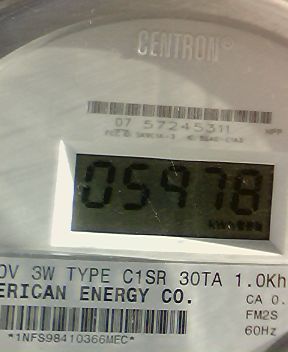 CENTRON®
07 57245311
05978
0V 3W TYPE C1SR 30TA 1.0Kh
ERICAN ENERGY CO.
CA 0.
FM2S
60Hz
*1NFS98410366MEC*